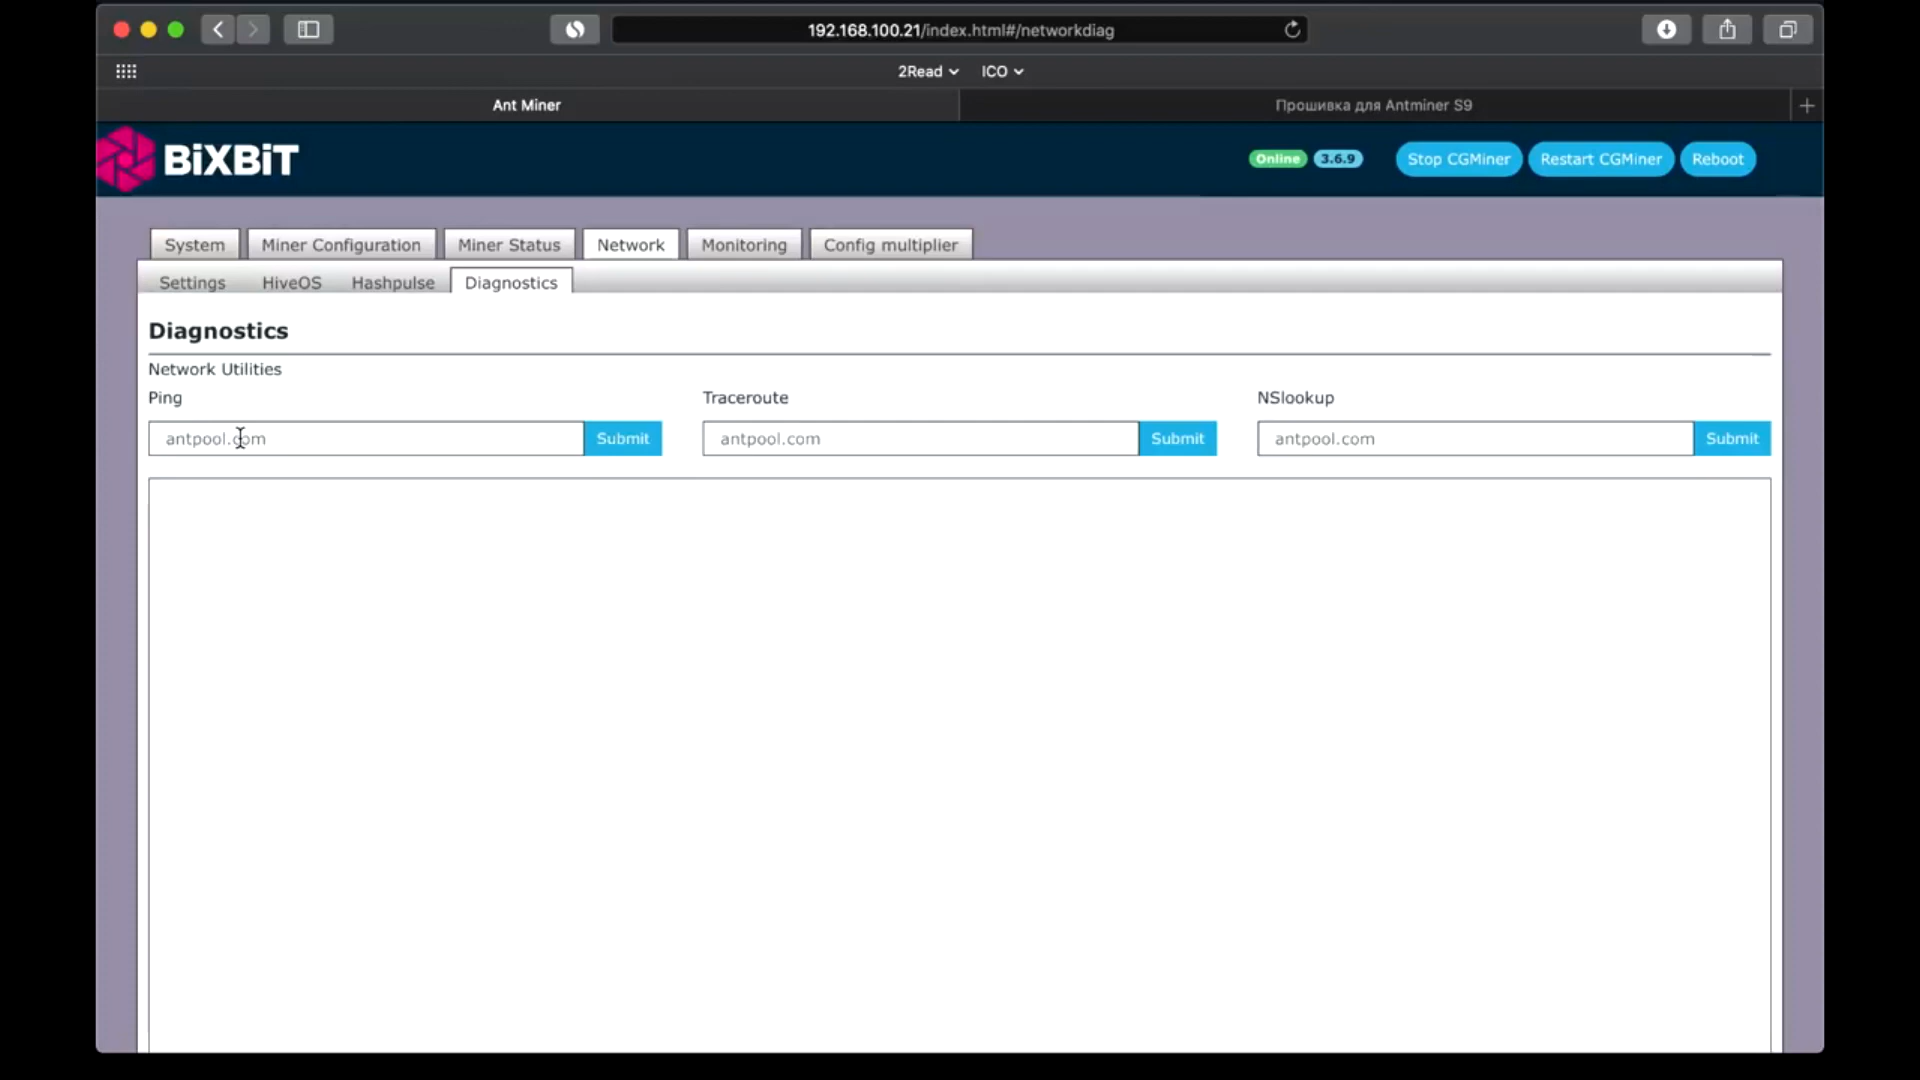 192.168.100.21/index.html#/networkdiag
2Read ICO
Ant Miner Прошивка для Antminer S9
BiXBiT Online 3.6.9 Stop CGMiner Restart CGMiner Reboot
System Miner Configuration Miner Status Network Monitoring Config multiplier
Settings HiveOS Hashpulse Diagnostics
Diagnostics
Network Utilities
Ping Traceroute NSlookup
antpool.com Submit antpool.com Submit antpool.com Submit